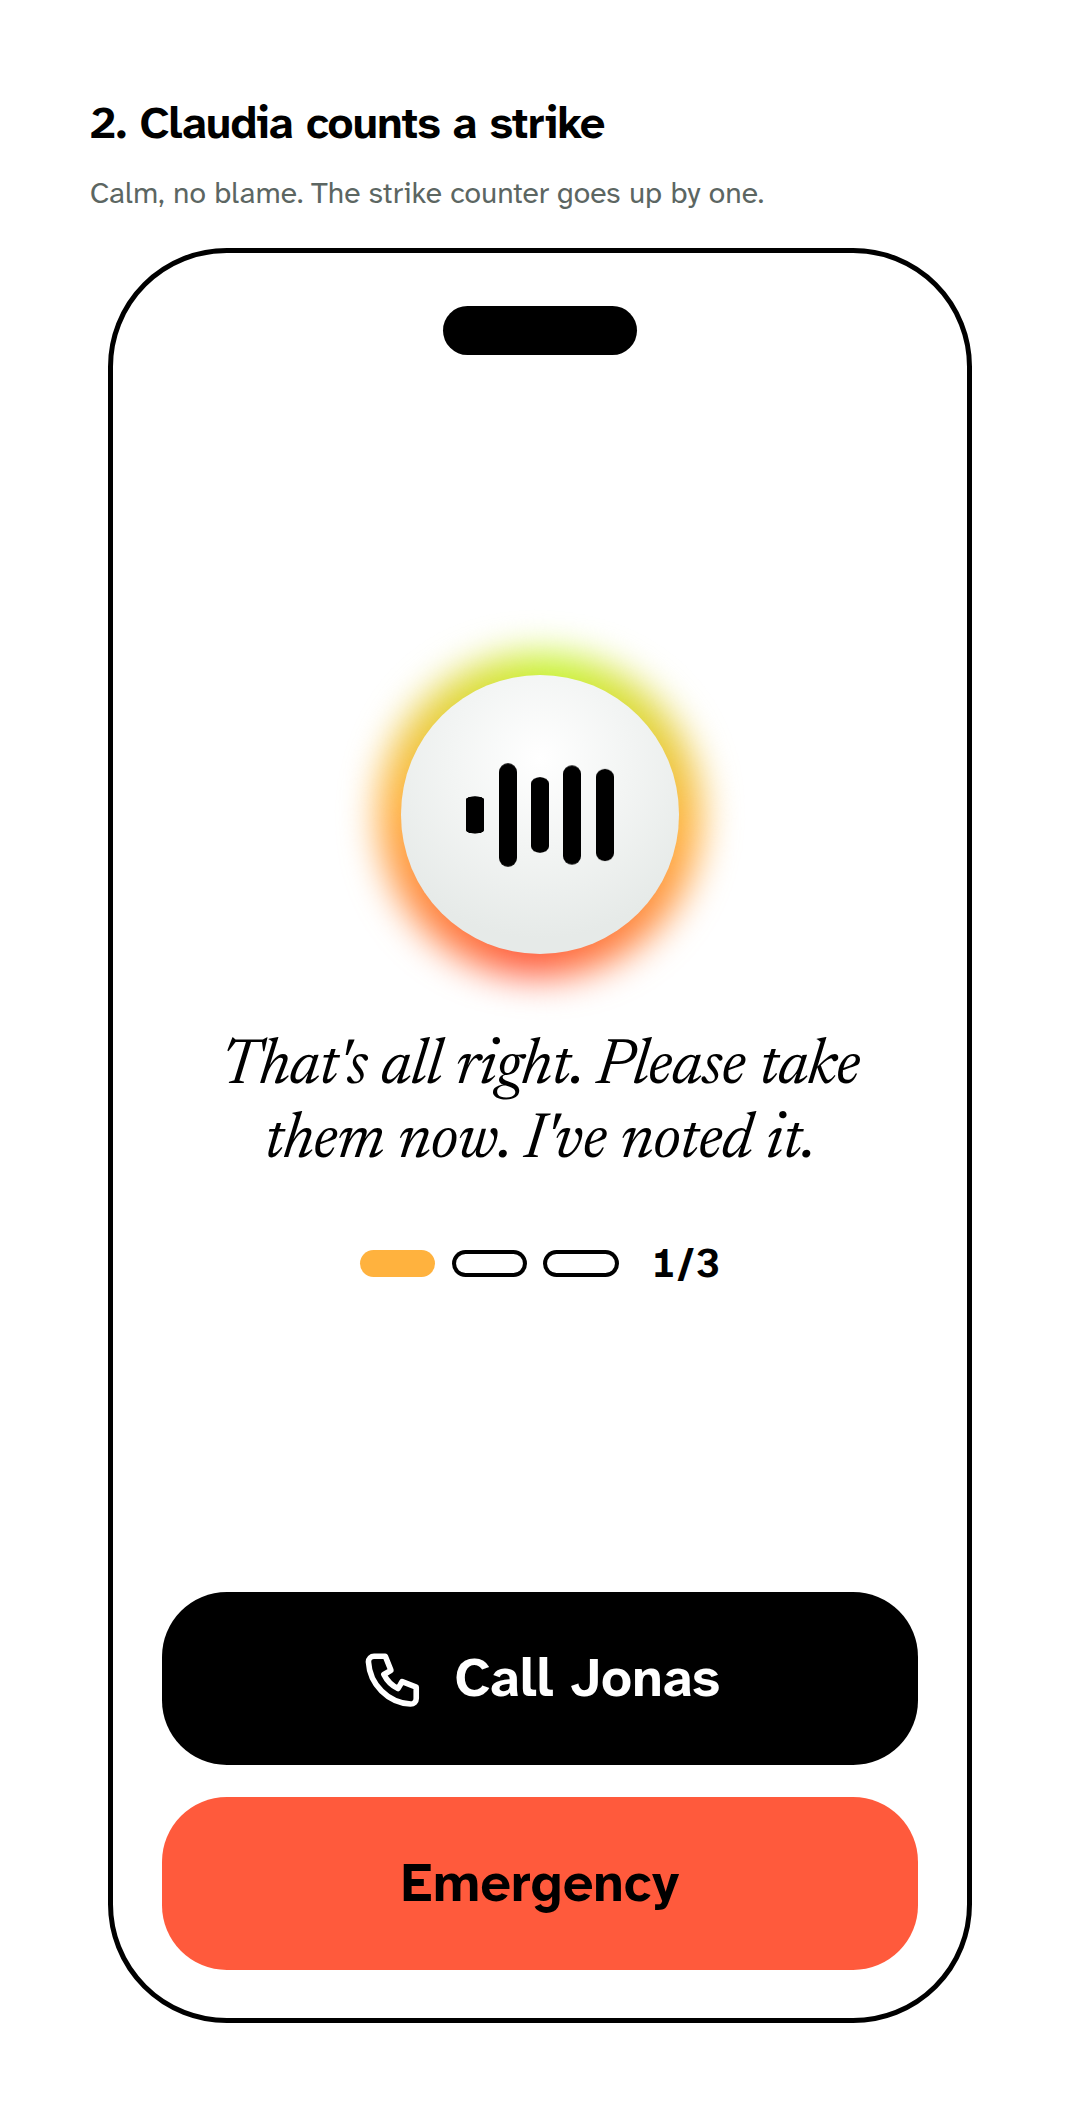 2. Claudia counts a strike
Calm, no blame. The strike counter goes up by one.
That's all right. Please take
them now. I've noted it.
1/3
Call Jonas
Emergency